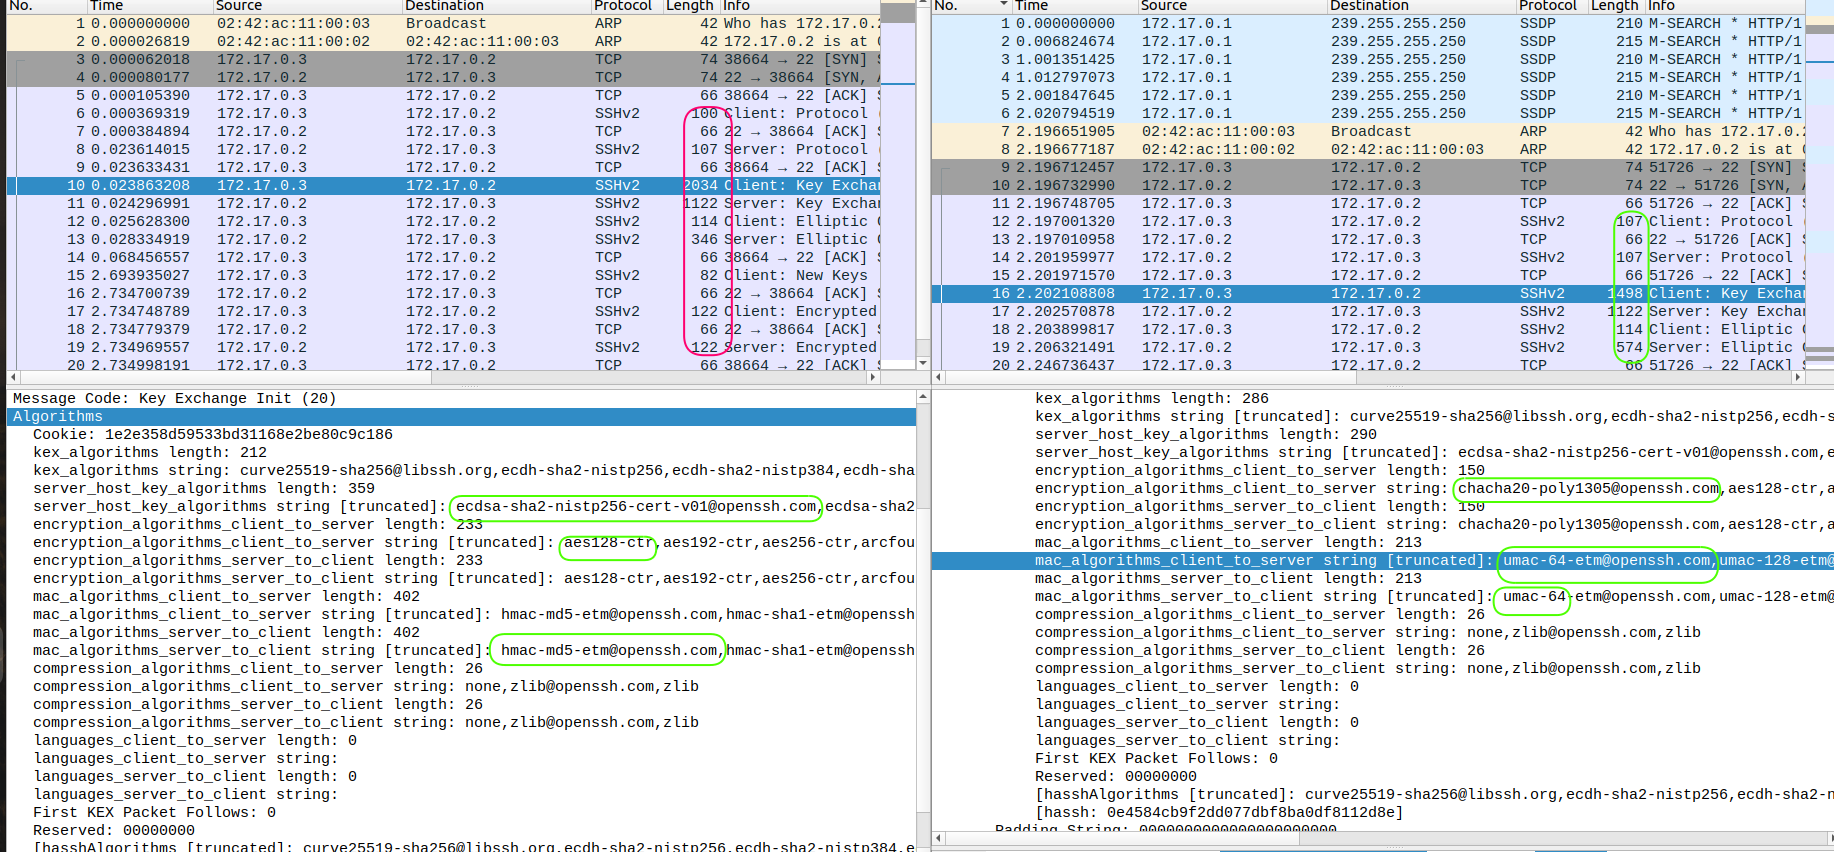 No. Time Source Destination Protocol Length Info
1 0.000000000 02:42:ac:11:00:03 Broadcast ARP 42 Who has 172.17.0.2
2 0.000026819 02:42:ac:11:00:02 02:42:ac:11:00:03 ARP 42 172.17.0.2 is at
3 0.000062018 172.17.0.3 172.17.0.2 TCP 74 38664 → 22 [SYN]
4 0.000080177 172.17.0.2 172.17.0.3 TCP 74 22 → 38664 [SYN,
5 0.000105390 172.17.0.3 172.17.0.2 TCP 66 38664 → 22 [ACK]
6 0.000369319 172.17.0.3 172.17.0.2 SSHv2 100 Client: Protocol
7 0.000384894 172.17.0.2 172.17.0.3 TCP 66 22 → 38664 [ACK]
8 0.023614015 172.17.0.2 172.17.0.3 SSHv2 107 Server: Protocol
9 0.023633431 172.17.0.3 172.17.0.2 TCP 66 38664 → 22 [ACK]
10 0.023863208 172.17.0.3 172.17.0.2 SSHv2 2034 Client: Key Excha
11 0.024296991 172.17.0.2 172.17.0.3 SSHv2 1122 Server: Key Excha
12 0.025628300 172.17.0.3 172.17.0.2 SSHv2 114 Client: Elliptic
13 0.028334919 172.17.0.2 172.17.0.3 SSHv2 346 Server: Elliptic
14 0.068456557 172.17.0.3 172.17.0.2 TCP 66 38664 → 22 [ACK]
15 2.693935027 172.17.0.3 172.17.0.2 SSHv2 82 Client: New Keys
16 2.734700739 172.17.0.2 172.17.0.3 TCP 66 22 → 38664 [ACK]
17 2.734748789 172.17.0.3 172.17.0.2 SSHv2 122 Client: Encrypted
18 2.734779379 172.17.0.2 172.17.0.3 TCP 66 22 → 38664 [ACK]
19 2.734969557 172.17.0.2 172.17.0.3 SSHv2 122 Server: Encrypted
20 2.734998191 172.17.0.3 172.17.0.2 TCP 66 38664 → 22 [ACK]
Message Code: Key Exchange Init (20)
Algorithms
Cookie: 1e2e358d59533bd31168e2be80c9c186
kex_algorithms length: 212
kex_algorithms string: curve25519-sha256@libssh.org,ecdh-sha2-nistp256,ecdh-sha2-nistp384,ecdh-sha
server_host_key_algorithms length: 359
server_host_key_algorithms string [truncated]: ecdsa-sha2-nistp256-cert-v01@openssh.com,ecdsa-sha2
encryption_algorithms_client_to_server length: 233
encryption_algorithms_client_to_server string [truncated]: aes128-ctr,aes192-ctr,aes256-ctr,arcfou
encryption_algorithms_server_to_client length: 233
encryption_algorithms_server_to_client string [truncated]: aes128-ctr,aes192-ctr,aes256-ctr,arcfou
mac_algorithms_client_to_server length: 402
mac_algorithms_client_to_server string [truncated]: hmac-md5-etm@openssh.com,hmac-sha1-etm@openssh
mac_algorithms_server_to_client length: 402
mac_algorithms_server_to_client string [truncated]: hmac-md5-etm@openssh.com,hmac-sha1-etm@openssh
compression_algorithms_client_to_server length: 26
compression_algorithms_client_to_server string: none,zlib@openssh.com,zlib
compression_algorithms_server_to_client length: 26
compression_algorithms_server_to_client string: none,zlib@openssh.com,zlib
languages_client_to_server length: 0
languages_client_to_server string:
languages_server_to_client length: 0
languages_server_to_client string:
First KEX Packet Follows: 0
Reserved: 00000000
[hasshAlgorithms [truncated]: curve25519-sha256@libssh.org,ecdh-sha2-nistp256,ecdh-sha2-nistp384,e
No. Time Source Destination Protocol Length Info
1 0.000000000 172.17.0.1 239.255.255.250 SSDP 210 M-SEARCH * HTTP/1
2 0.006824674 172.17.0.1 239.255.255.250 SSDP 215 M-SEARCH * HTTP/1
3 1.001351425 172.17.0.1 239.255.255.250 SSDP 210 M-SEARCH * HTTP/1
4 1.012797073 172.17.0.1 239.255.255.250 SSDP 215 M-SEARCH * HTTP/1
5 2.001847645 172.17.0.1 239.255.255.250 SSDP 210 M-SEARCH * HTTP/1
6 2.020794519 172.17.0.1 239.255.255.250 SSDP 215 M-SEARCH * HTTP/1
7 2.196651905 02:42:ac:11:00:03 Broadcast ARP 42 Who has 172.17.0.2
8 2.196677187 02:42:ac:11:00:02 02:42:ac:11:00:03 ARP 42 172.17.0.2 is at
9 2.196712457 172.17.0.3 172.17.0.2 TCP 74 51726 → 22 [SYN]
10 2.196732990 172.17.0.2 172.17.0.3 TCP 74 22 → 51726 [SYN,
11 2.196748705 172.17.0.3 172.17.0.2 TCP 66 51726 → 22 [ACK]
12 2.197001320 172.17.0.3 172.17.0.2 SSHv2 107 Client: Protocol
13 2.197010958 172.17.0.2 172.17.0.3 TCP 66 22 → 51726 [ACK]
14 2.201959977 172.17.0.2 172.17.0.3 SSHv2 107 Server: Protocol
15 2.201971570 172.17.0.3 172.17.0.2 TCP 66 51726 → 22 [ACK]
16 2.202108808 172.17.0.3 172.17.0.2 SSHv2 1498 Client: Key Excha
17 2.202570878 172.17.0.2 172.17.0.3 SSHv2 1122 Server: Key Excha
18 2.203899817 172.17.0.3 172.17.0.2 SSHv2 114 Client: Elliptic
19 2.206321491 172.17.0.2 172.17.0.3 SSHv2 574 Server: Elliptic
20 2.246736437 172.17.0.3 172.17.0.2 TCP 66 51726 → 22 [ACK]
kex_algorithms length: 286
kex_algorithms string [truncated]: curve25519-sha256@libssh.org,ecdh-sha2-nistp256,ecdh-s
server_host_key_algorithms length: 290
server_host_key_algorithms string [truncated]: ecdsa-sha2-nistp256-cert-v01@openssh.com,e
encryption_algorithms_client_to_server length: 150
encryption_algorithms_client_to_server string: chacha20-poly1305@openssh.com,aes128-ctr,a
encryption_algorithms_server_to_client length: 150
encryption_algorithms_server_to_client string: chacha20-poly1305@openssh.com,aes128-ctr,a
mac_algorithms_client_to_server length: 213
mac_algorithms_client_to_server string [truncated]: umac-64-etm@openssh.com,umac-128-etm@
mac_algorithms_server_to_client length: 213
mac_algorithms_server_to_client string [truncated]: umac-64-etm@openssh.com,umac-128-etm@
compression_algorithms_client_to_server length: 26
compression_algorithms_client_to_server string: none,zlib@openssh.com,zlib
compression_algorithms_server_to_client length: 26
compression_algorithms_server_to_client string: none,zlib@openssh.com,zlib
languages_client_to_server length: 0
languages_client_to_server string:
languages_server_to_client length: 0
languages_server_to_client string:
First KEX Packet Follows: 0
Reserved: 00000000
[hasshAlgorithms [truncated]: curve25519-sha256@libssh.org,ecdh-sha2-nistp256,ecdh-sha2-n
[hassh: 0e4584cb9f2dd077dbf8ba0df8112d8e]
Padding String: 0000000000000000000000